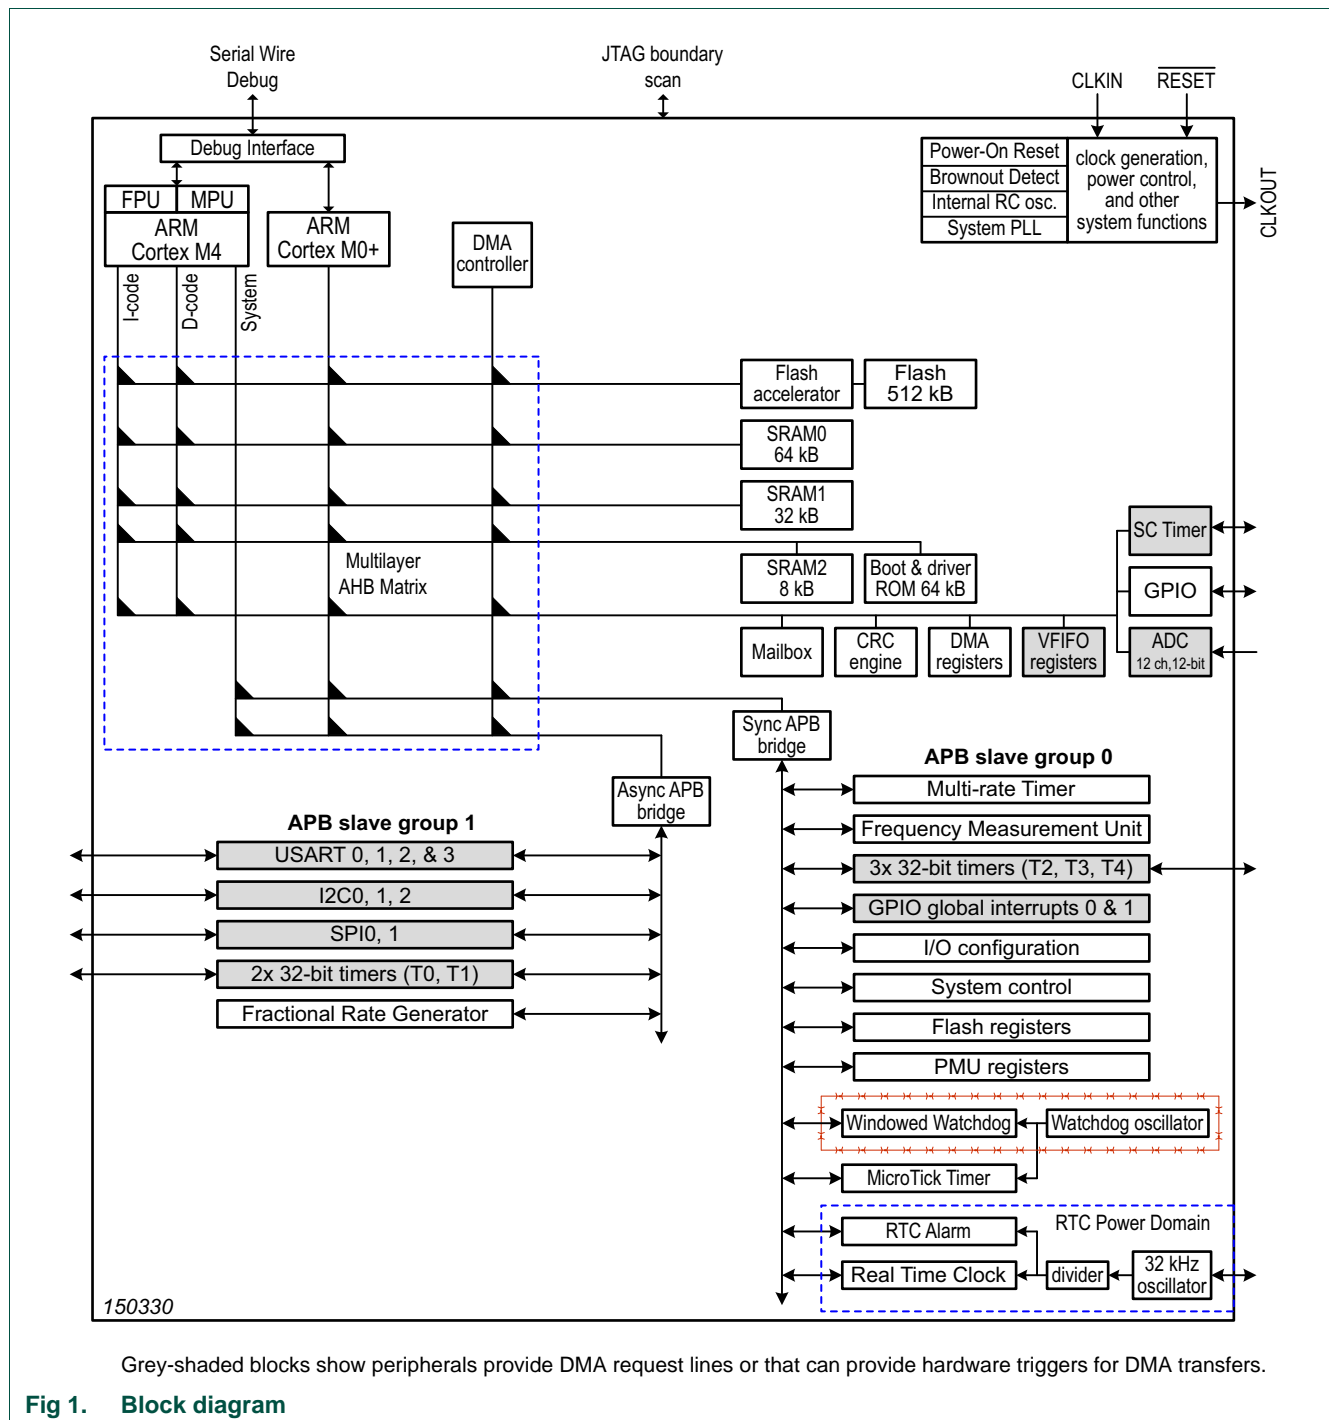 Serial Wire
Debug
JTAG boundary
scan
CLKIN
RESET
Debug Interface
Power-On Reset
Brownout Detect
Internal RC osc.
System PLL
clock generation,
power control,
and other
system functions
CLKOUT
FPU
MPU
ARM
Cortex M4
ARM
Cortex M0+
DMA
controller
I-code
D-code
System
Flash
accelerator
Flash
512 kB
SRAM0
64 kB
SRAM1
32 kB
Multilayer
AHB Matrix
SRAM2
8 kB
Boot & driver
ROM 64 kB
SC Timer
GPIO
ADC
12 ch,12-bit
Mailbox
CRC
engine
DMA
registers
VFIFO
registers
Sync APB
bridge
Async APB
bridge
APB slave group 0
Multi-rate Timer
Frequency Measurement Unit
3x 32-bit timers (T2, T3, T4)
GPIO global interrupts 0 & 1
I/O configuration
System control
Flash registers
PMU registers
Windowed Watchdog
Watchdog oscillator
MicroTick Timer
RTC Power Domain
RTC Alarm
Real Time Clock
divider
32 kHz
oscillator
APB slave group 1
USART 0, 1, 2, & 3
I2C0, 1, 2
SPI0, 1
2x 32-bit timers (T0, T1)
Fractional Rate Generator
150330
Grey-shaded blocks show peripherals provide DMA request lines or that can provide hardware triggers for DMA transfers.
Fig 1. Block diagram